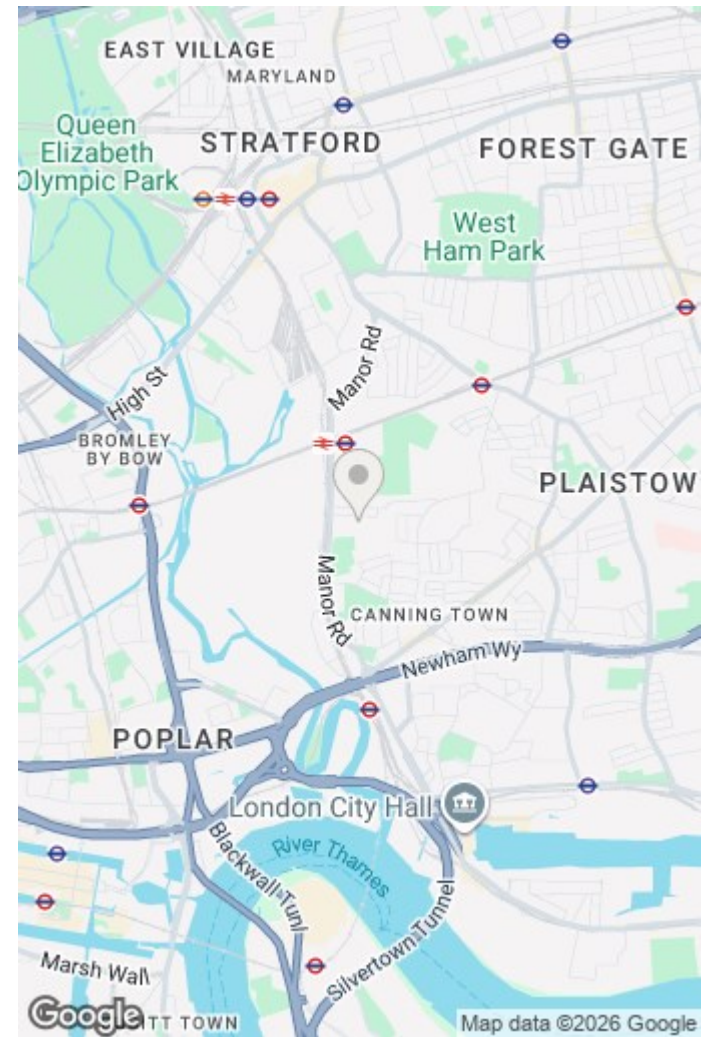 EAST VILLAGE
MARYLAND
Queen
Elizabeth
Olympic Park
STRATFORD
FOREST GATE
West
Ham Park
Manor Rd
High St
BROMLEY
BY BOW
PLAISTOW
Manor Rd
CANNING TOWN
Newham Wy
POPLAR
London City Hall
River Thames
Blackwall Tunl
Silvertown Tunnel
Marsh Wall
Google
TOWN
Map data ©2026 Google